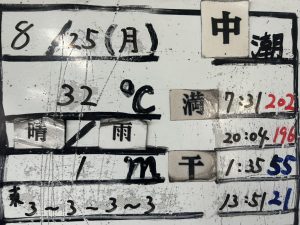 8/25(月) 中潮
32 ℃ 満 7:31 202
晴/雨 20:04 196
1 m 干 1:35 55
東 3～3～3～3 13:51 21